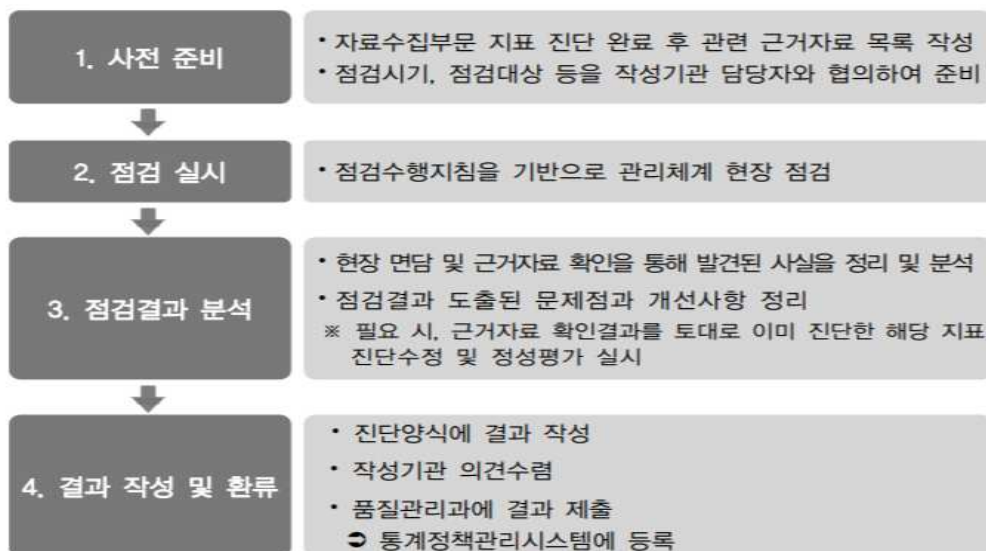 1. 사전 준비
• 자료수집부문 지표 진단 완료 후 관련 근거자료 목록 작성
• 점검시기, 점검대상 등을 작성기관 담당자와 협의하여 준비
2. 점검 실시
• 점검수행지침을 기반으로 관리체계 현장 점검
3. 점검결과 분석
• 현장 면담 및 근거자료 확인을 통해 발견된 사실을 정리 및 분석
• 점검결과 도출된 문제점과 개선사항 정리
※ 필요 시, 근거자료 확인결과를 토대로 이미 진단한 해당 지표
진단수정 및 정성평가 실시
4. 결과 작성 및 환류
• 진단양식에 결과 작성
• 작성기관 의견수렴
• 품질관리과에 결과 제출
➲ 통계정책관리시스템에 등록